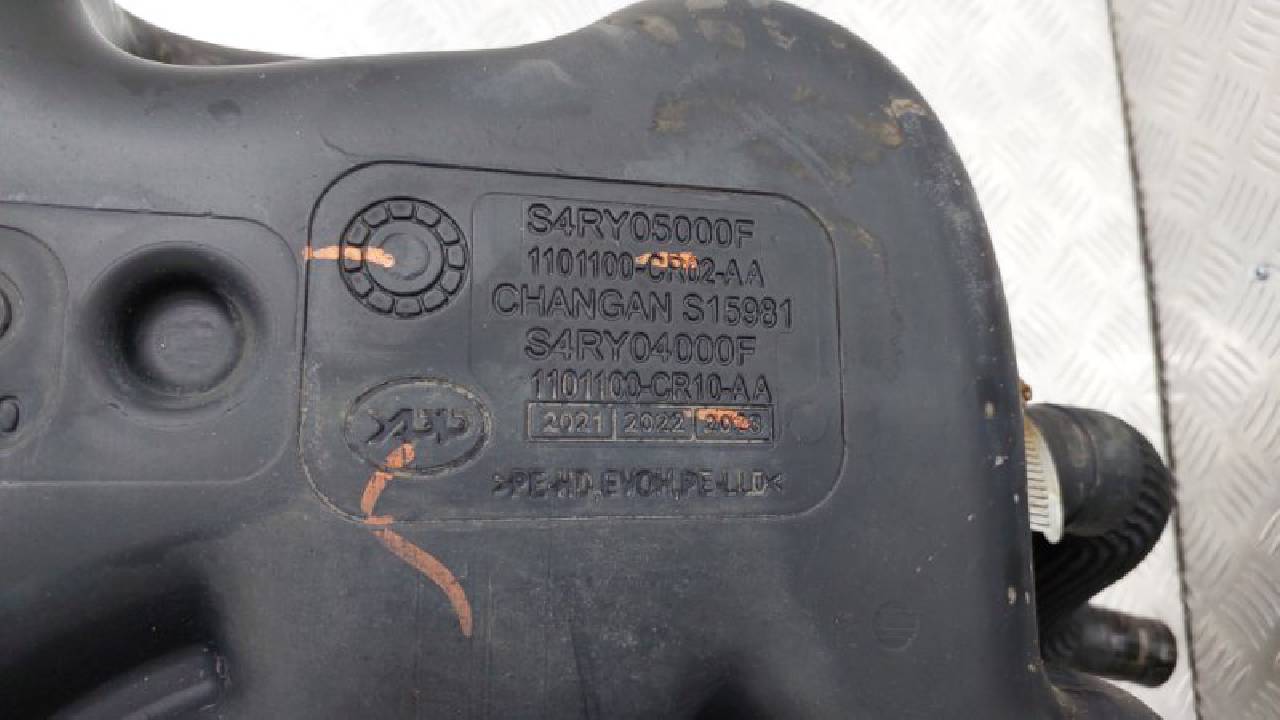 S4RY05000F
1101100-CR02-AA
CHANGAN S15981
S4RY04000F
1101100-CR10-AA
2021 2022 2023
>PE-HD,EVOH,PE-LLD<